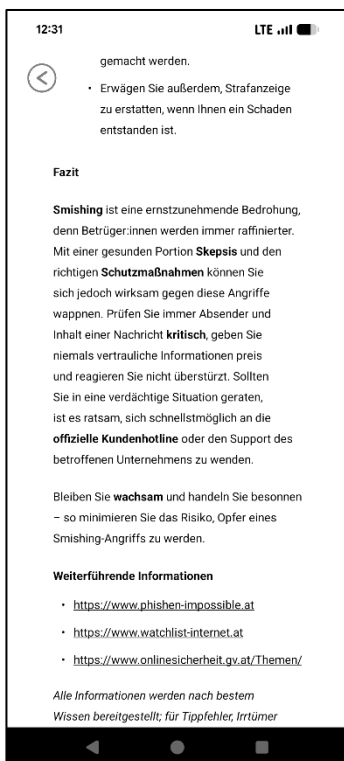 12:31 LTE
gemacht werden.
• Erwägen Sie außerdem, Strafanzeige
zu erstatten, wenn Ihnen ein Schaden
entstanden ist.
Fazit
Smishing ist eine ernstzunehmende Bedrohung,
denn Betrüger:innen werden immer raffinierter.
Mit einer gesunden Portion Skepsis und den
richtigen Schutzmaßnahmen können Sie
sich jedoch wirksam gegen diese Angriffe
wappnen. Prüfen Sie immer Absender und
Inhalt einer Nachricht kritisch, geben Sie
niemals vertrauliche Informationen preis
und reagieren Sie nicht überstürzt. Sollten
Sie in eine verdächtige Situation geraten,
ist es ratsam, sich schnellstmöglich an die
offizielle Kundenhotline oder den Support des
betroffenen Unternehmens zu wenden.
Bleiben Sie wachsam und handeln Sie besonnen
– so minimieren Sie das Risiko, Opfer eines
Smishing-Angriffs zu werden.
Weiterführende Informationen
• https://www.phishen-impossible.at
• https://www.watchlist-internet.at
• https://www.onlinesicherheit.gv.at/Themen/
Alle Informationen werden nach bestem
Wissen bereitgestellt; für Tippfehler, Irrtümer